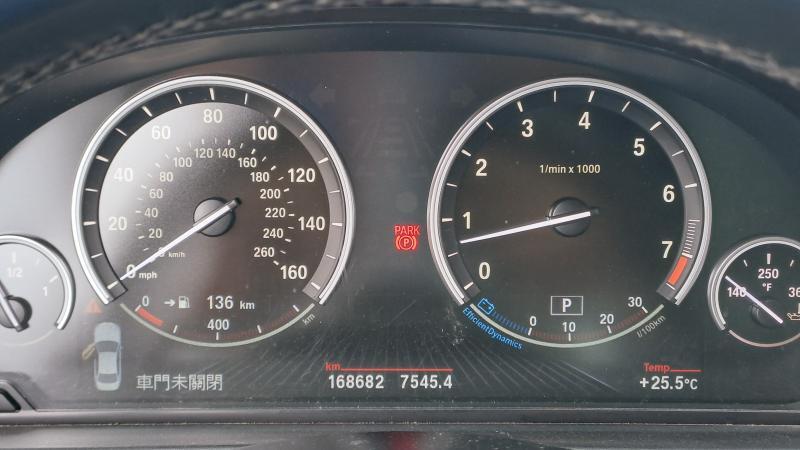 60 80 100
40 120
20 140
0 mph 160
20 40 60 80 100 120 140 160 180 200 220 240 260
km/h
1/2 1
0 136 km
400 km
PARK
P
0 1 2 3 4 5 6 7
1/min x 1000
P
EfficientDynamics
0 10 20 30
l/100km
140 250
°F
車門未關閉
km
168682 7545.4
Temp
+25.5°C